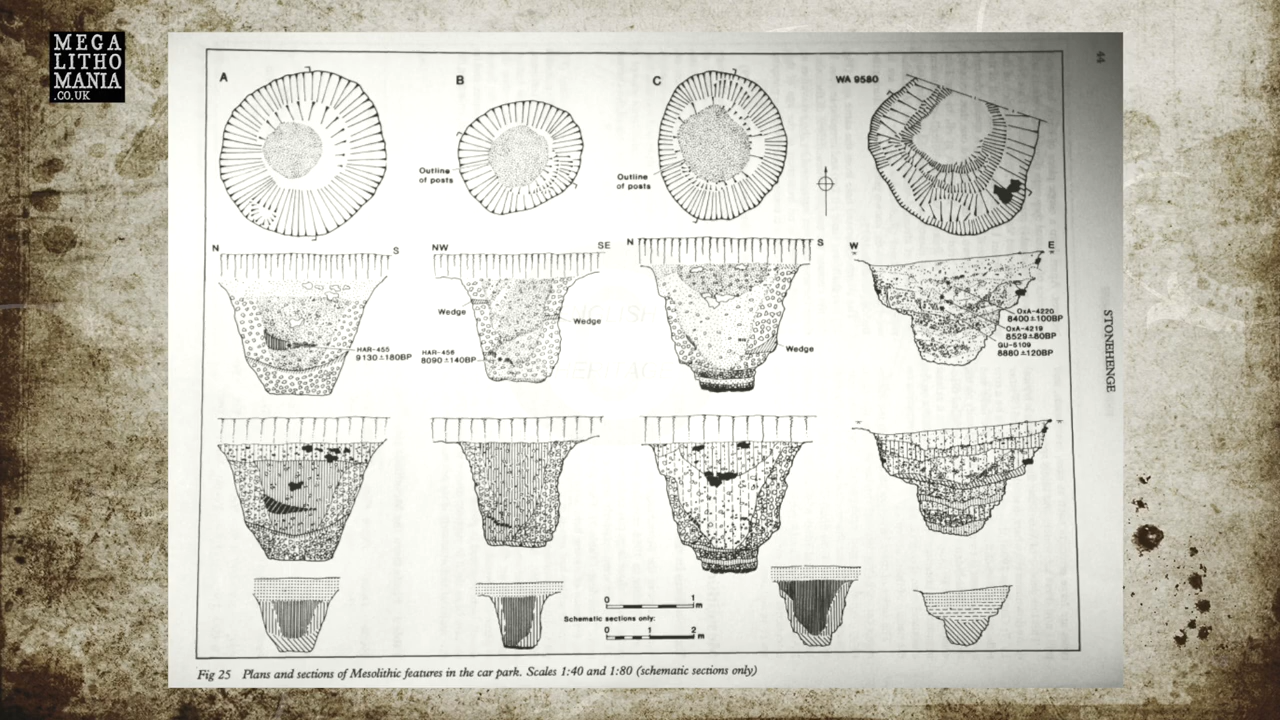 MEGA
LITHO
MANIA
.CO.UK
44
STONEHENGE
A
B
C
WA 9580
Outline
of posts
Outline
of posts
N
S
NW
SE
N
S
W
E
Wedge
Wedge
Wedge
HAR-455
9130±180BP
HAR-456
8090±140BP
OxA-4220
8400±100BP
OxA-4219
8529±80BP
GU-5109
8880±120BP
0 1
m
Schematic sections only:
0 1 2
m
Fig 25 Plans and sections of Mesolithic features in the car park. Scales 1:40 and 1:80 (schematic sections only)